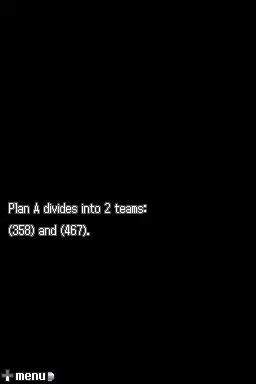 Plan A divides into 2 teams:
(358) and (467).
menu